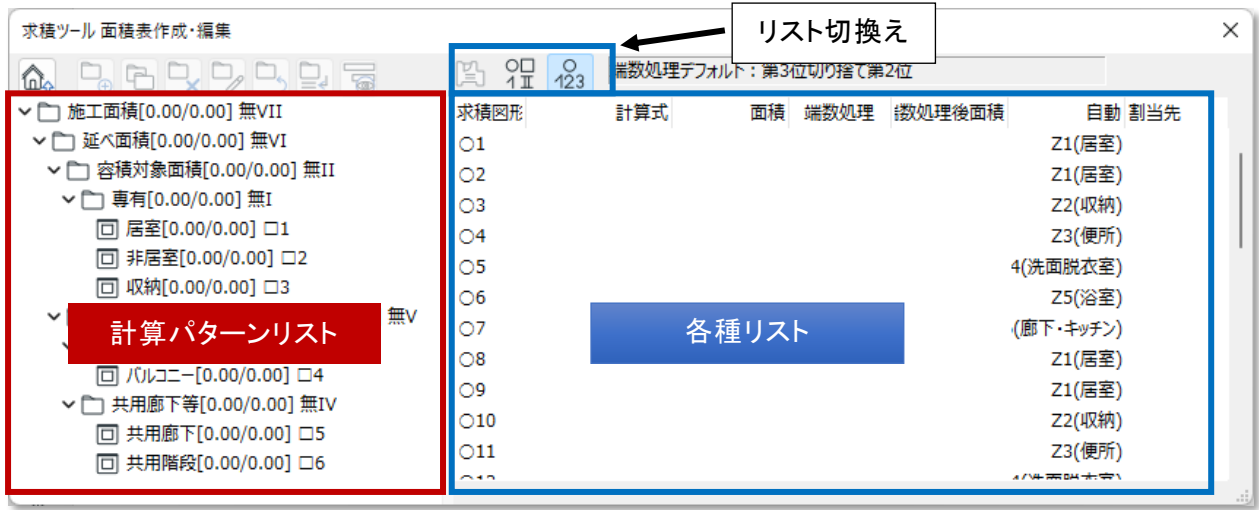 リスト切換え
求積ツール 面積表作成・編集
端数処理デフォルト：第3位切り捨て第2位
施工面積[0.00/0.00] 無VII
延べ面積[0.00/0.00] 無VI
容積対象面積[0.00/0.00] 無II
専有[0.00/0.00] 無I
居室[0.00/0.00] □1
非居室[0.00/0.00] □2
収納[0.00/0.00] □3
計算パターンリスト 無V
バルコニー[0.00/0.00] □4
共用廊下等[0.00/0.00] 無IV
共用廊下[0.00/0.00] □5
共用階段[0.00/0.00] □6
求積図形 計算式 面積 端数処理 数処理後面積 自動 割当先
○1 Z1(居室)
○2 Z1(居室)
○3 Z2(収納)
○4 Z3(便所)
○5 4(洗面脱衣室)
○6 Z5(浴室)
○7 (廊下・キッチン)
各種リスト
○8 Z1(居室)
○9 Z1(居室)
○10 Z2(収納)
○11 Z3(便所)